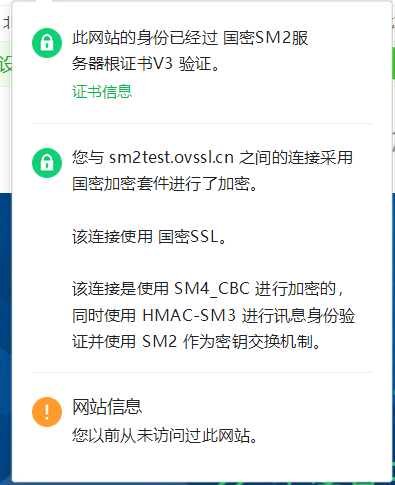 此网站的身份已经过 国密SM2服
务器根证书V3 验证。
证书信息
您与 sm2test.ovssl.cn 之间的连接采用
国密加密套件进行了加密。
该连接使用 国密SSL。
该连接是使用 SM4_CBC 进行加密的，
同时使用 HMAC-SM3 进行讯息身份验
证并使用 SM2 作为密钥交换机制。
网站信息
您以前从未访问过此网站。